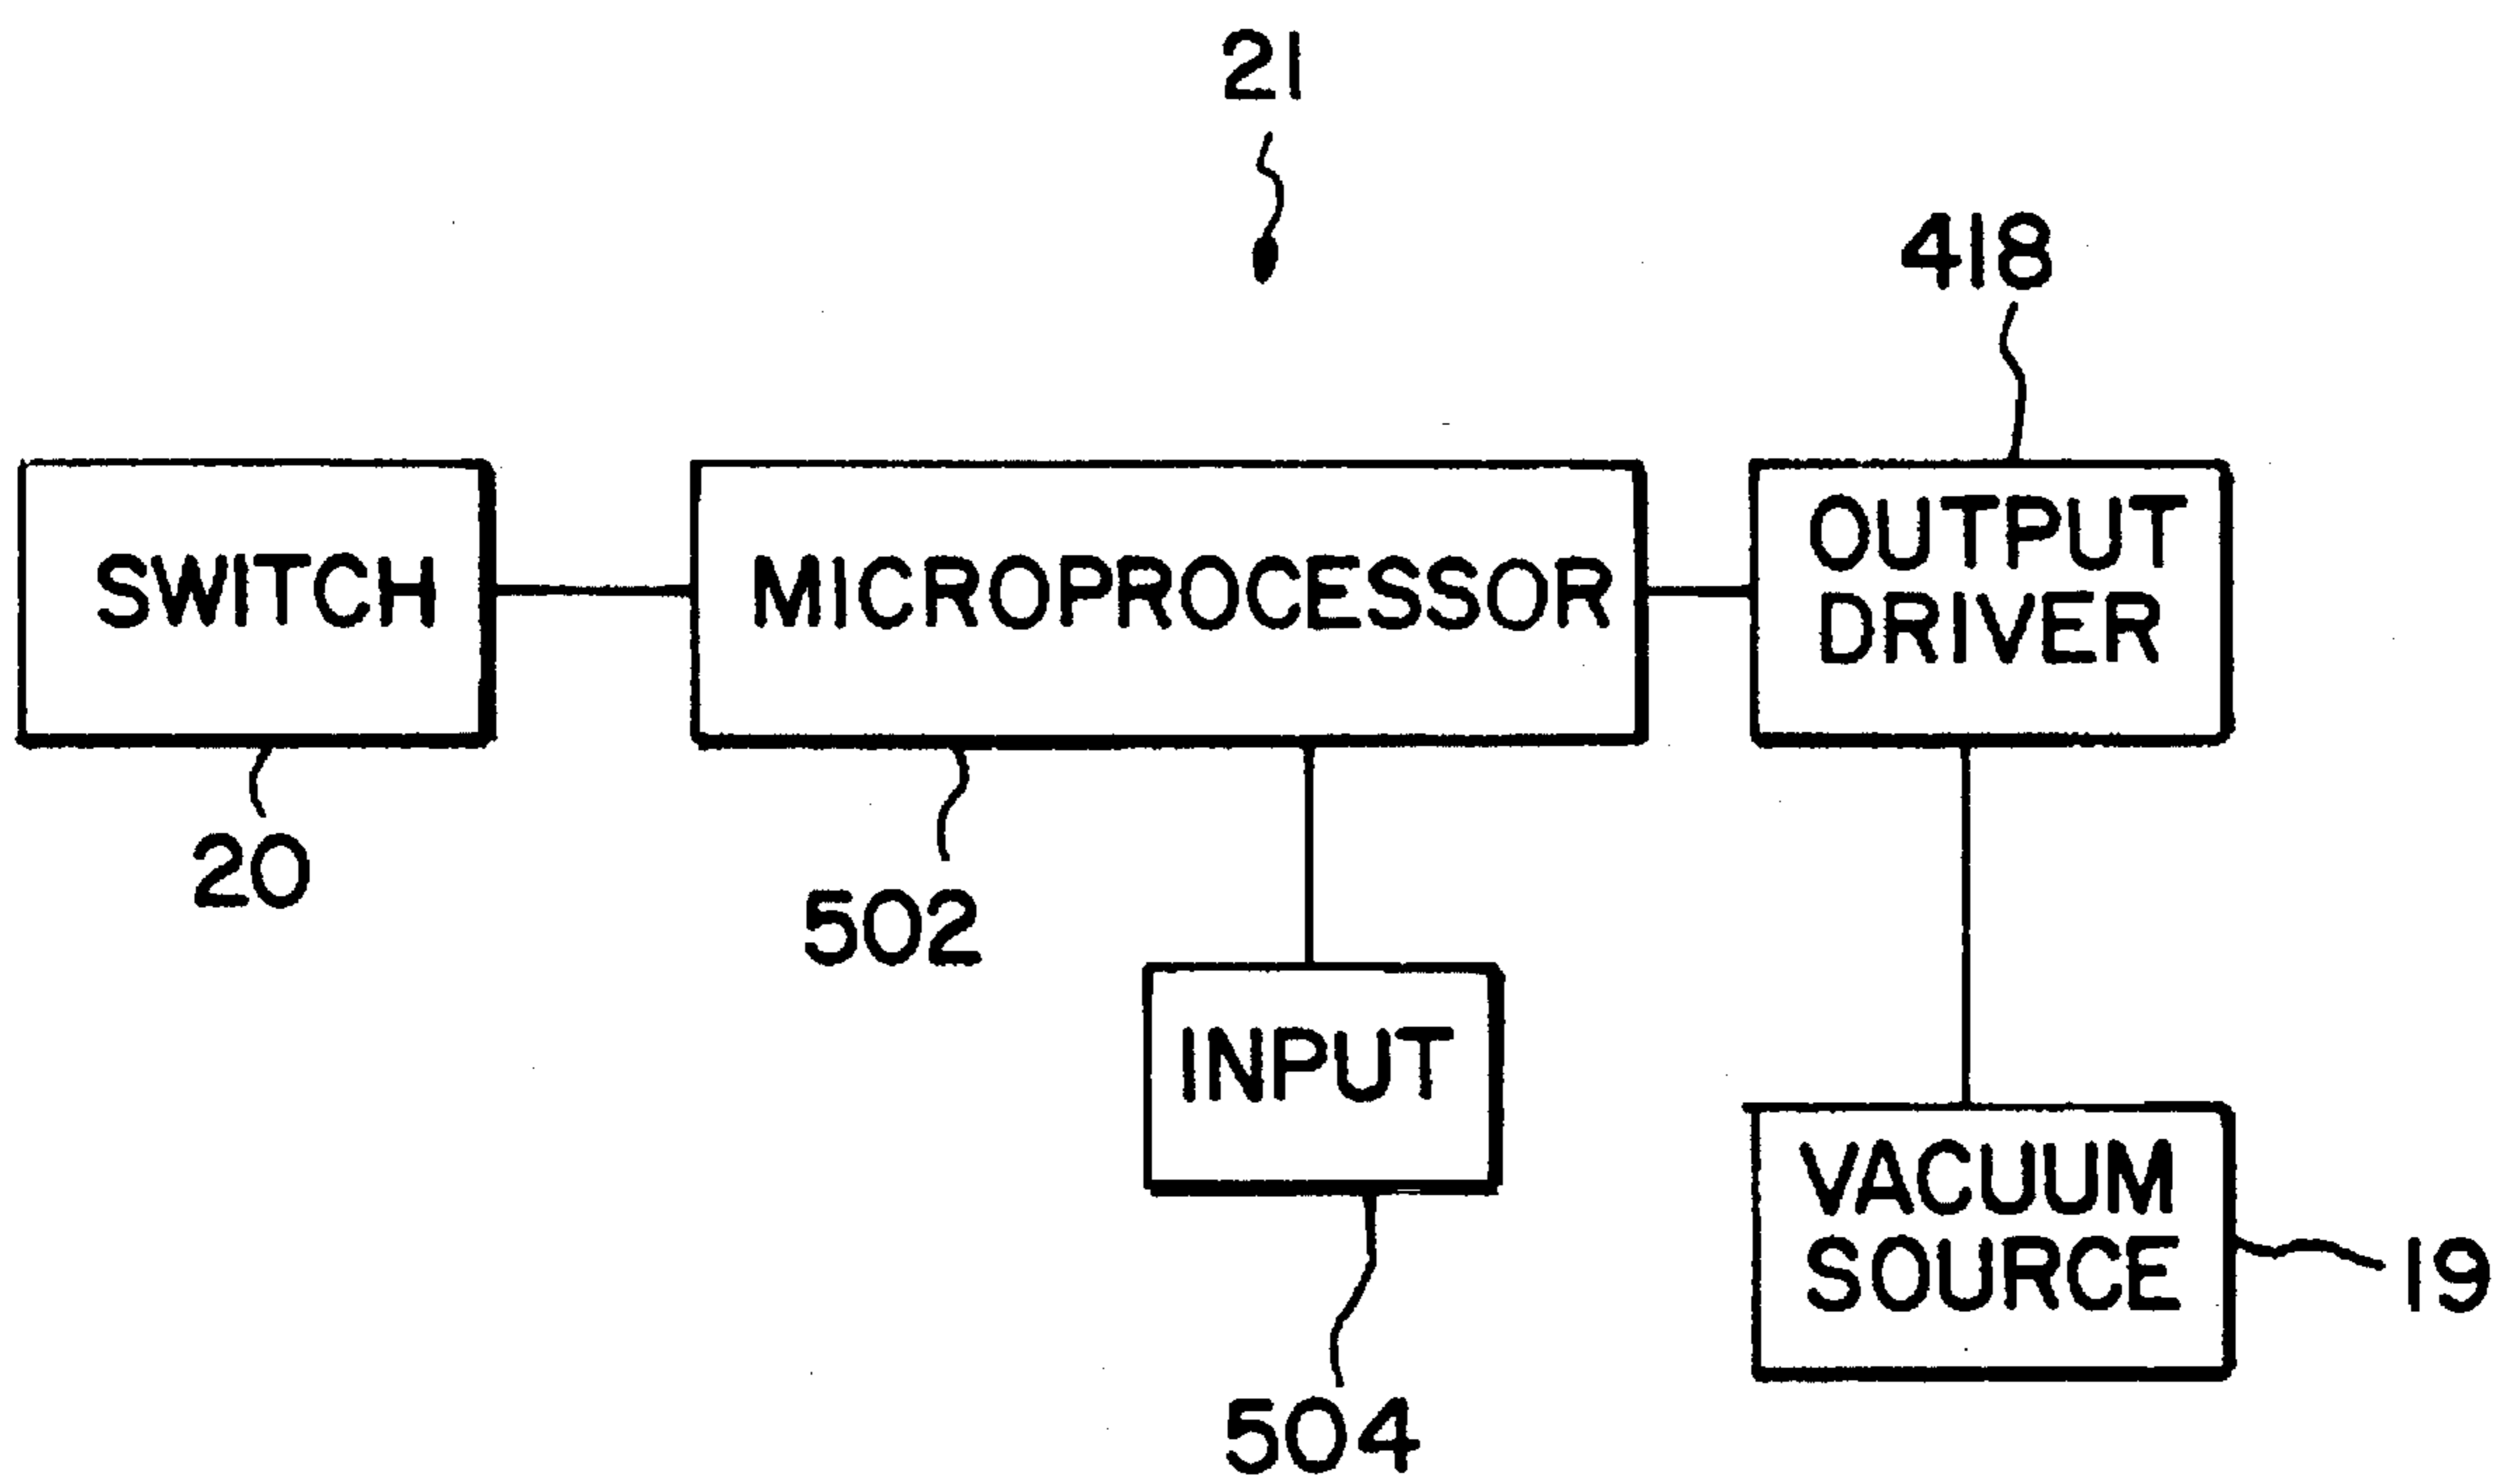 21
418
SWITCH
MICROPROCESSOR
OUTPUT
DRIVER
20
502
INPUT
VACUUM
SOURCE
19
504